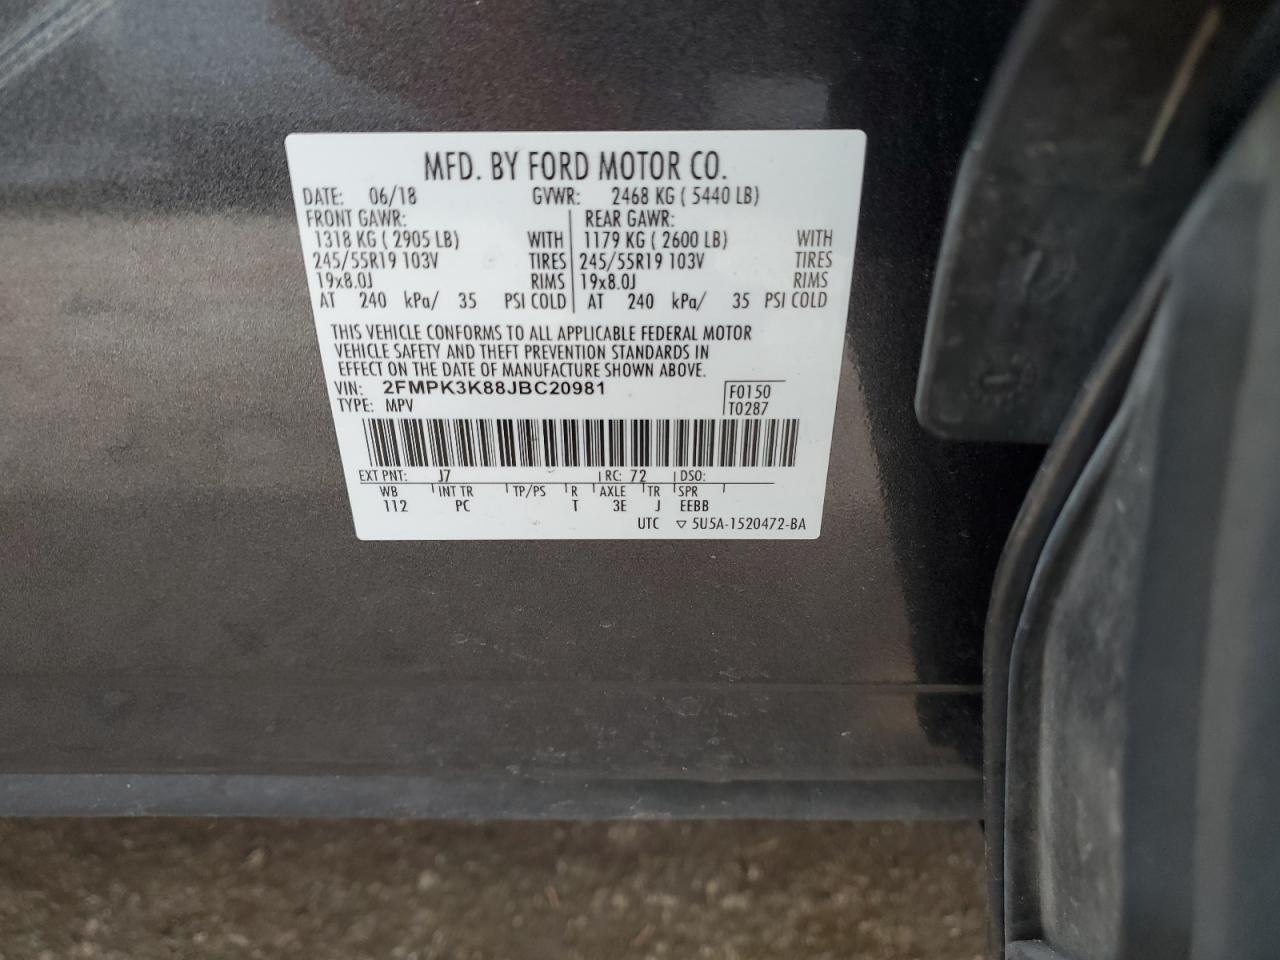 MFD. BY FORD MOTOR CO.
DATE: 06/18 GVWR: 2468 KG ( 5440 LB)
FRONT GAWR: REAR GAWR:
1318 KG ( 2905 LB) WITH 1179 KG ( 2600 LB) WITH
245/55R19 103V TIRES 245/55R19 103V TIRES
19x8.0J RIMS 19x8.0J RIMS
AT 240 kPa/ 35 PSI COLD AT 240 kPa/ 35 PSI COLD
THIS VEHICLE CONFORMS TO ALL APPLICABLE FEDERAL MOTOR
VEHICLE SAFETY AND THEFT PREVENTION STANDARDS IN
EFFECT ON THE DATE OF MANUFACTURE SHOWN ABOVE.
VIN: 2FMPK3K88JBC20981 F0150
TYPE: MPV T0287
EXT PNT: J7 RC: 72 DSO:
WB INT TR TP/PS R AXLE TR SPR
112 PC T 3E J EEBB
UTC ▽ 5U5A-1520472-BA